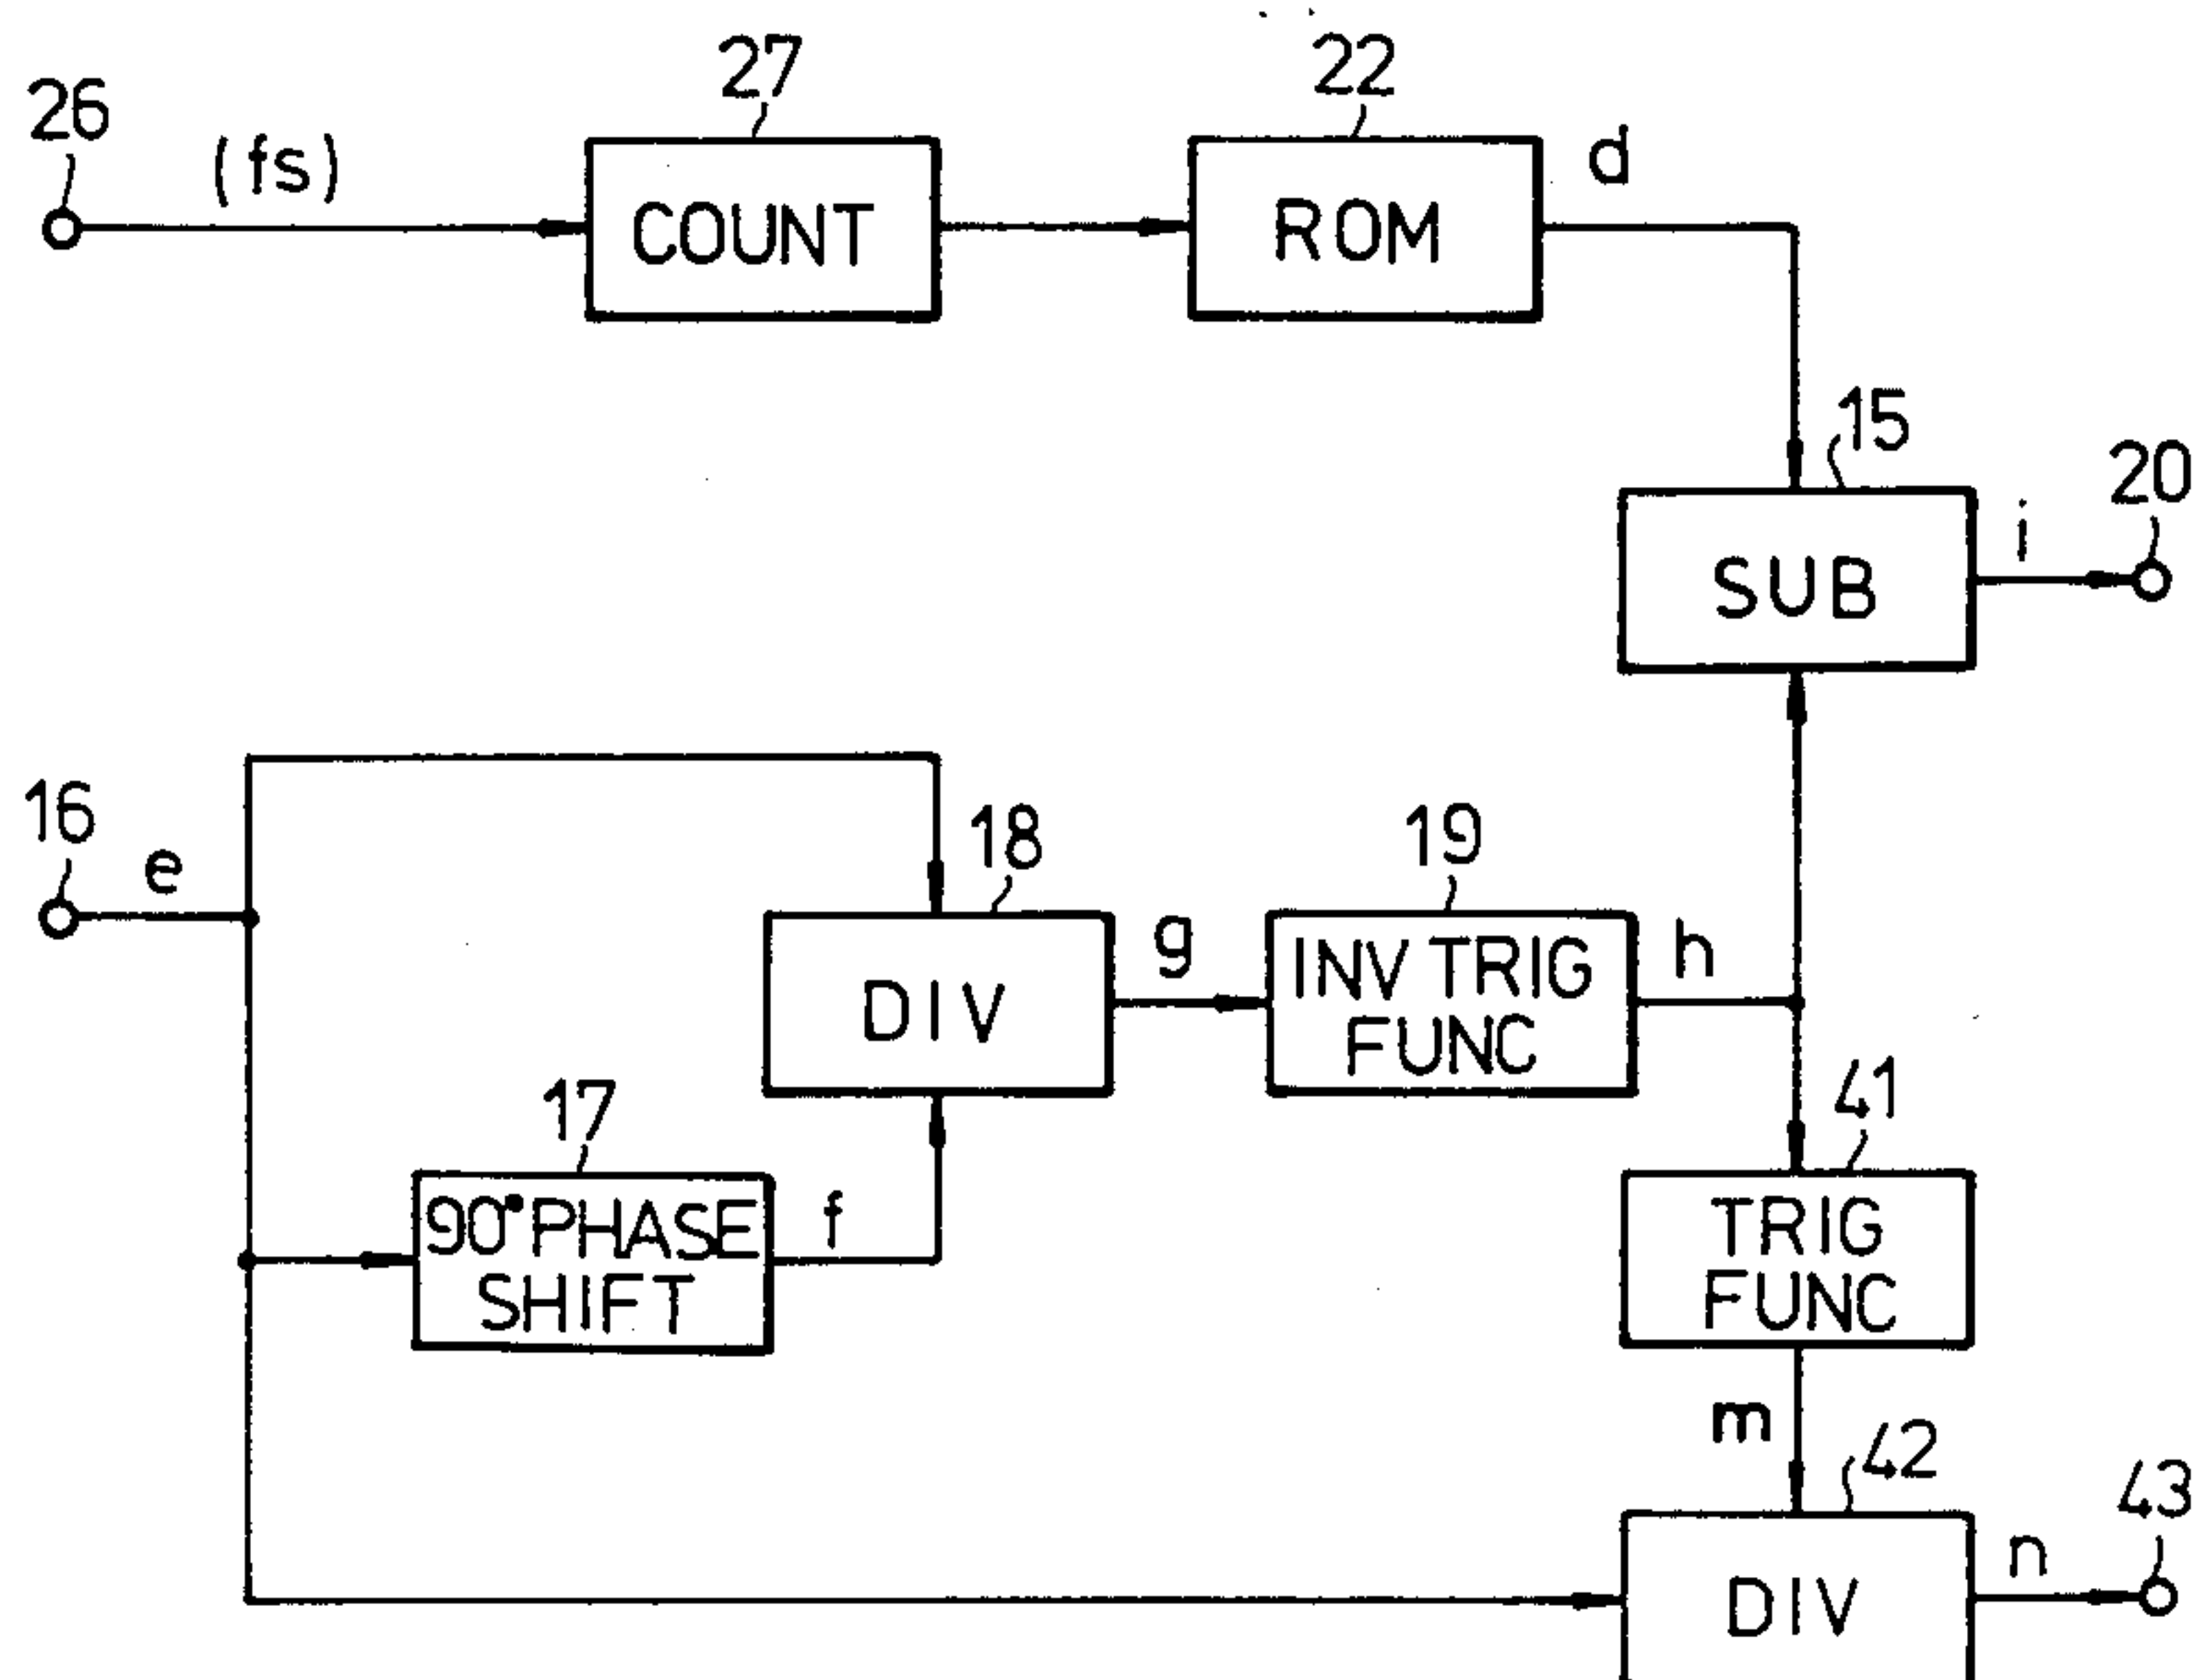 27
22
26
(fs)
d
COUNT
ROM
15
20
i
SUB
16
e
18
19
g
h
INV TRIG
FUNC
DIV
17
41
90° PHASE
SHIFT
f
TRIG
FUNC
m
42
43
n
DIV